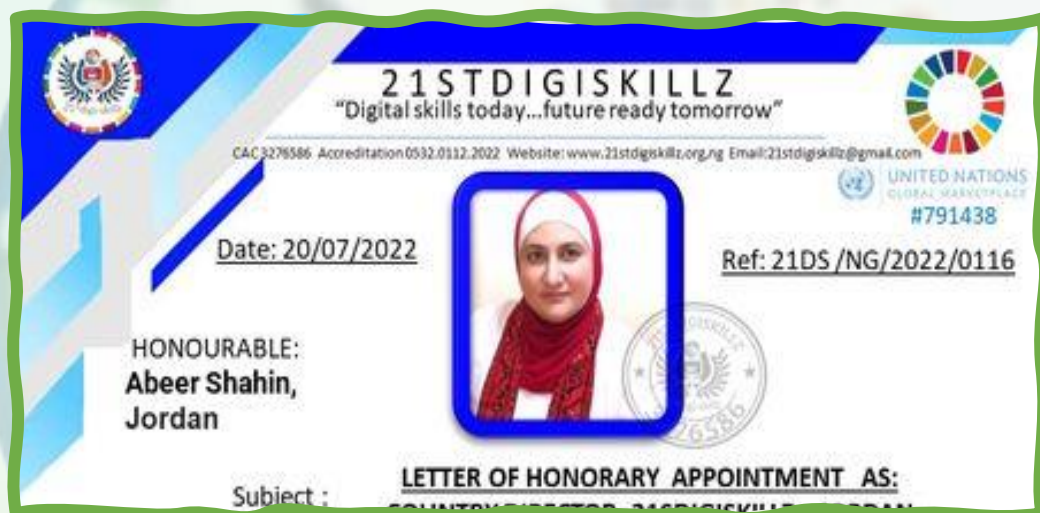 21STDIGISKILLZ
"Digital skills today...future ready tomorrow"
CAC 3276586 Accreditation 0532.0112.2022 Website: www.21stdigiskillz.org.ng Email:21stdigiskillz@gmail.com
UNITED NATIONS
GLOBAL MARKETPLACE
#791438
Date: 20/07/2022
Ref: 21DS /NG/2022/0116
HONOURABLE:
Abeer Shahin,
Jordan
LETTER OF HONORARY APPOINTMENT AS:
Subject :